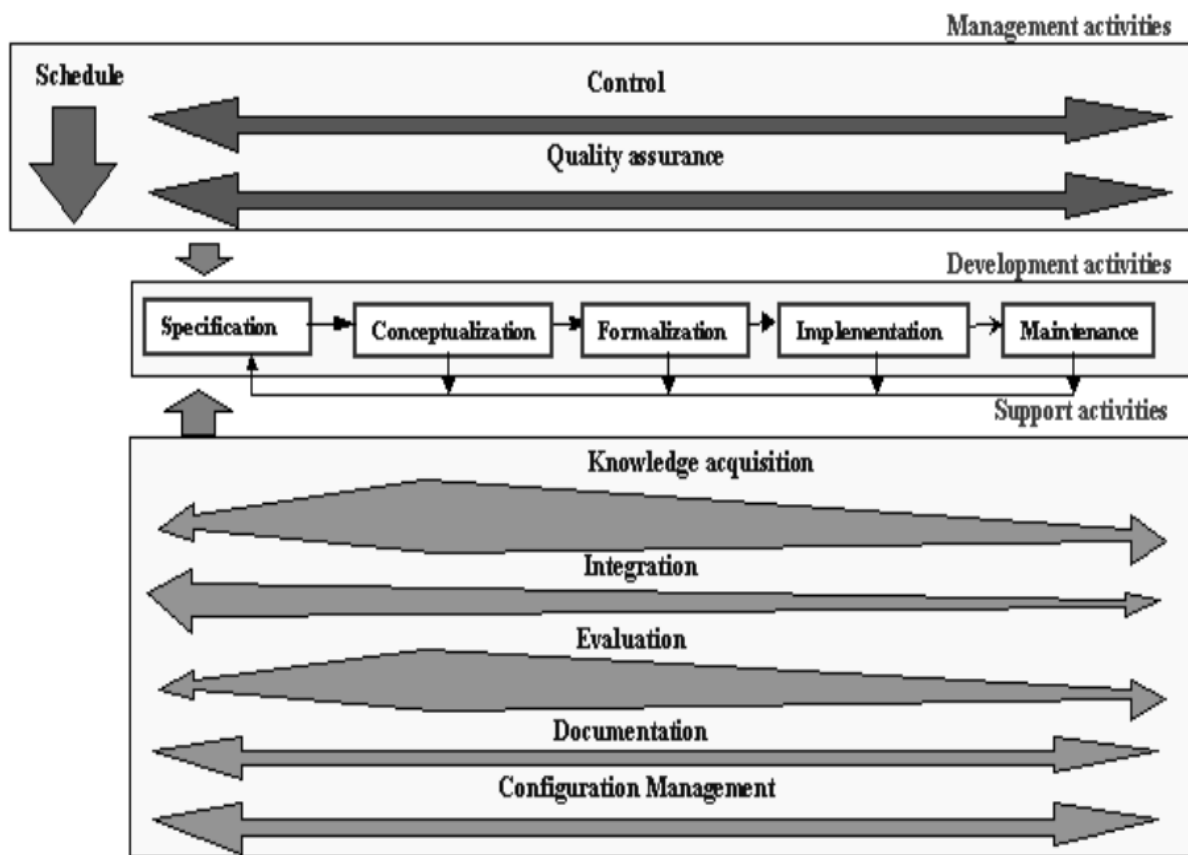 Management activities
Schedule
Control
Quality assurance
Development activities
Specification
Conceptualization
Formalization
Implementation
Maintenance
Support activities
Knowledge acquisition
Integration
Evaluation
Documentation
Configuration Management